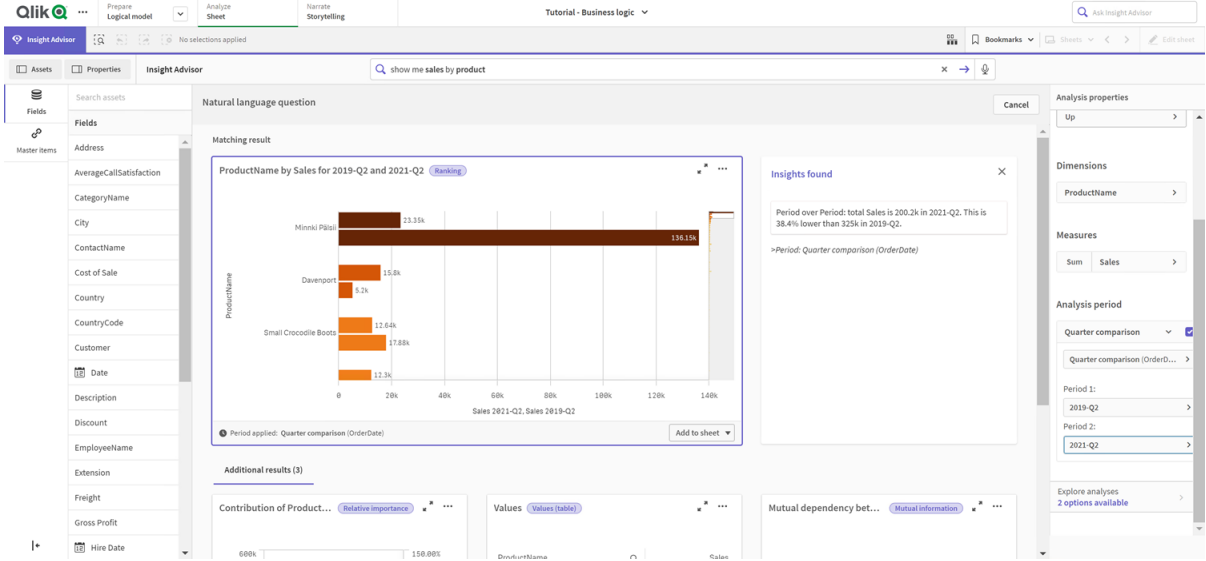 Qlik
Prepare
Logical model
Analyze
Sheet
Narrate
Storytelling
Tutorial - Business logic
Ask Insight Advisor
Insight Advisor
No selections applied
Bookmarks
Sheets
Edit sheet
Assets
Properties
Insight Advisor
show me sales by product
Fields
Master items
Search assets
Fields
Address
AverageCallSatisfaction
CategoryName
City
ContactName
Cost of Sale
Country
CountryCode
Customer
Date
Description
Discount
EmployeeName
Extension
Freight
Gross Profit
Hire Date
Natural language question
Cancel
Matching result
ProductName by Sales for 2019-Q2 and 2021-Q2 Ranking
ProductName
Minnki Pälsii
23.35k
136.15k
Davenport
15.8k
5.2k
Small Crocodile Boots
12.64k
17.88k
12.3k
0 20k 40k 60k 80k 100k 120k 140k
Sales 2021-Q2, Sales 2019-Q2
Period applied: Quarter comparison (OrderDate)
Add to sheet
Insights found
Period over Period: total Sales is 200.2k in 2021-Q2. This is
38.4% lower than 325k in 2019-Q2.
>Period: Quarter comparison (OrderDate)
Additional results (3)
Contribution of Product... Relative importance
600k 150.00%
Values Values (table)
ProductName Sales
Mutual dependency bet... Mutual information
Analysis properties
Up
Dimensions
ProductName
Measures
Sum Sales
Analysis period
Quarter comparison
Quarter comparison (OrderD...
Period 1:
2019-Q2
Period 2:
2021-Q2
Explore analyses
2 options available